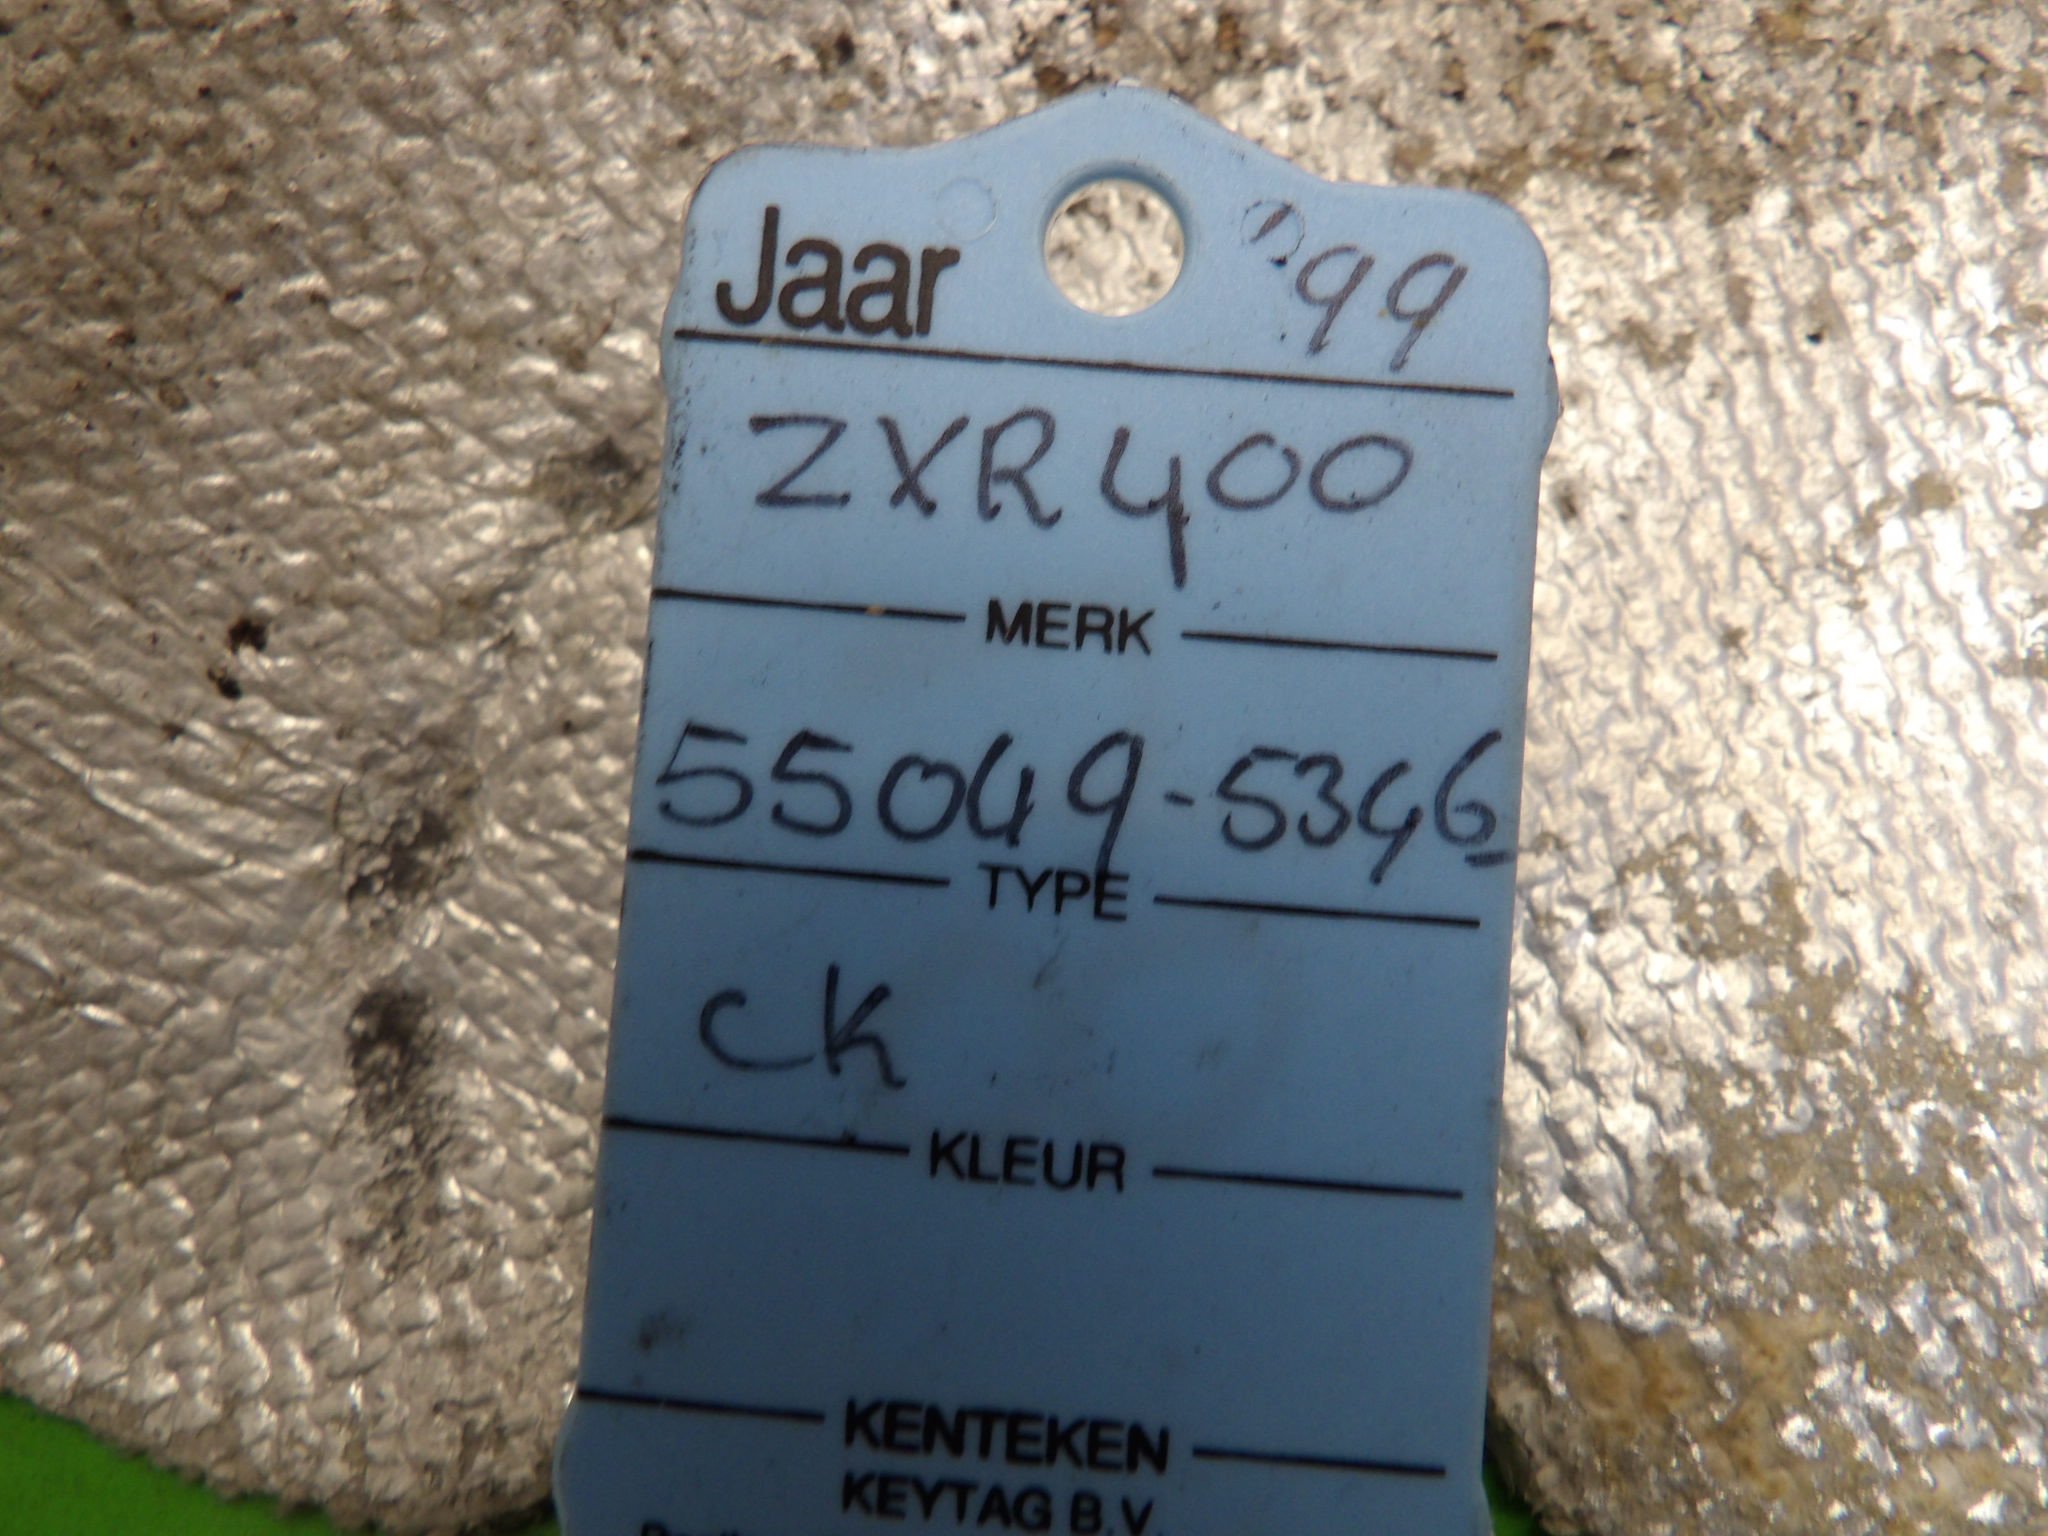 Jaar '99
ZXR400
MERK
55049-5346
TYPE
CK
KLEUR
KENTEKEN
KEYTAG B.V.